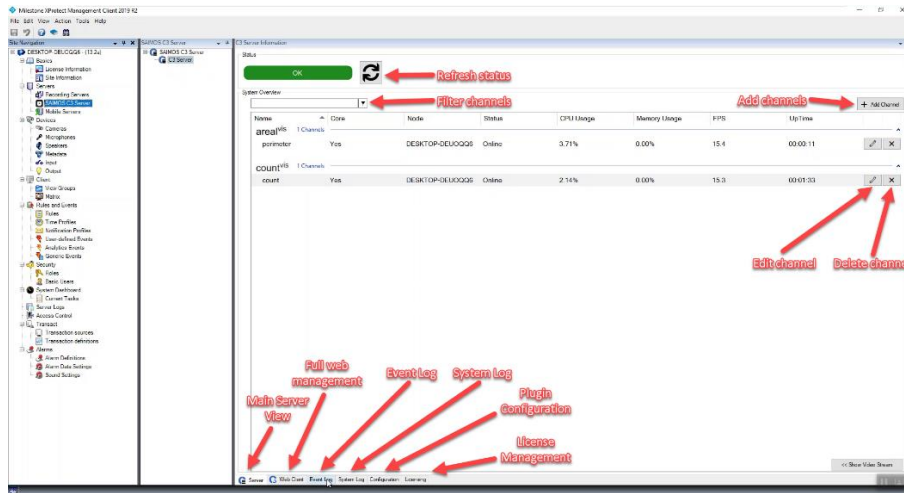 Milestone XProtect Management Client 2019 R2
File Edit View Action Tools Help
Site Navigation
SAIMOS C3 Server
C3 Server Information
DESKTOP-DEUOQQ6 - (13.2a)
Basics
License Information
Site Information
Servers
Recording Servers
SAIMOS C3 Server
Mobile Servers
Devices
Cameras
Microphones
Speakers
Metadata
Input
Output
Client
View Groups
Matrix
Rules and Events
Rules
Time Profiles
Notification Profiles
User-defined Events
Analytics Events
Generic Events
Security
Roles
Basic Users
System Dashboard
Current Tasks
Server Logs
Access Control
Transact
Transaction sources
Transaction definitions
Alarms
Alarm Definitions
Alarm Data Settings
Sound Settings
SAIMOS C3 Server
C3 Server
Status
OK
Refresh status
System Overview
Filter channels
Add channels
+ Add Channel
Name Core Node Status CPU Usage Memory Usage FPS UpTime
arealvis 1 Channels
perimeter Yes DESKTOP-DEUOQQ6 Online 3.71% 0.00% 15.4 00:00:11
countvis 1 Channels
count Yes DESKTOP-DEUOQQ6 Online 2.14% 0.00% 15.3 00:01:33
Edit channel
Delete channel
Main Server
View
Full web
management
Event Log
System Log
Plugin
Configuration
License
Management
<< Show Video Stream
Server Web Client Event Log System Log Configuration Licensing